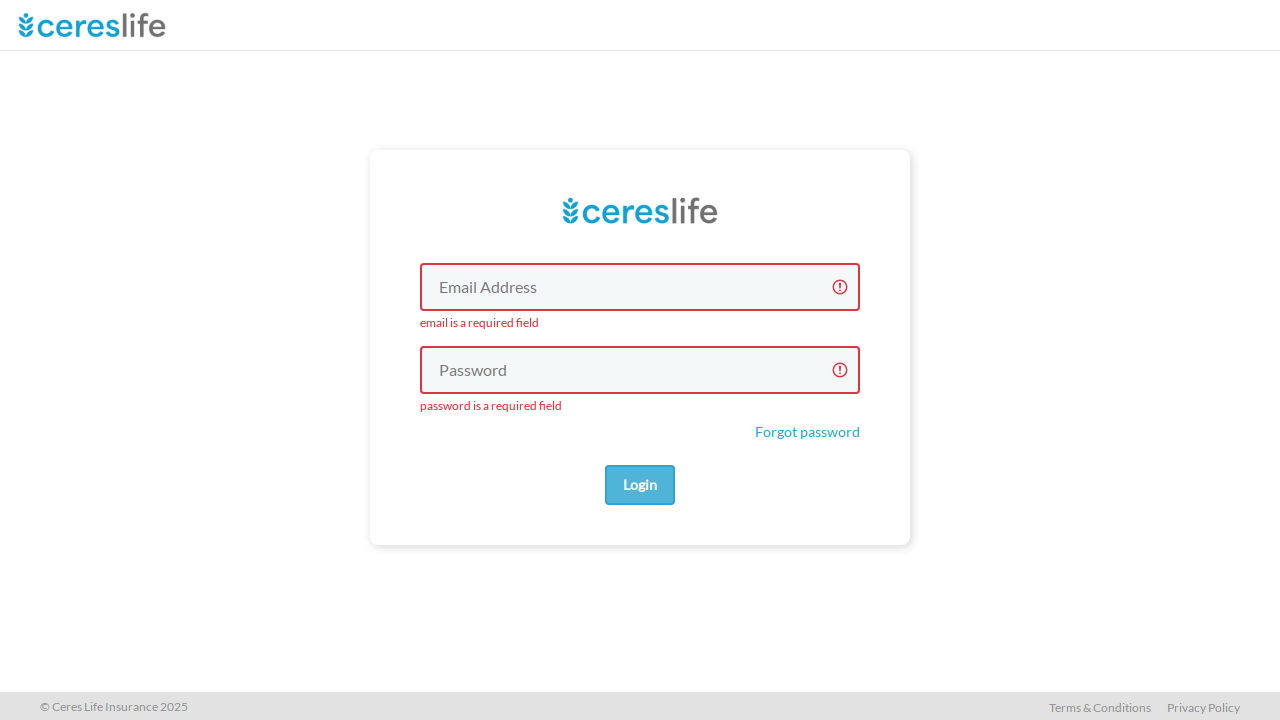 cereslife
cereslife
Email Address
email is a required field
Password
password is a required field
Forgot password
Login
© Ceres Life Insurance 2025
Terms & Conditions
Privacy Policy